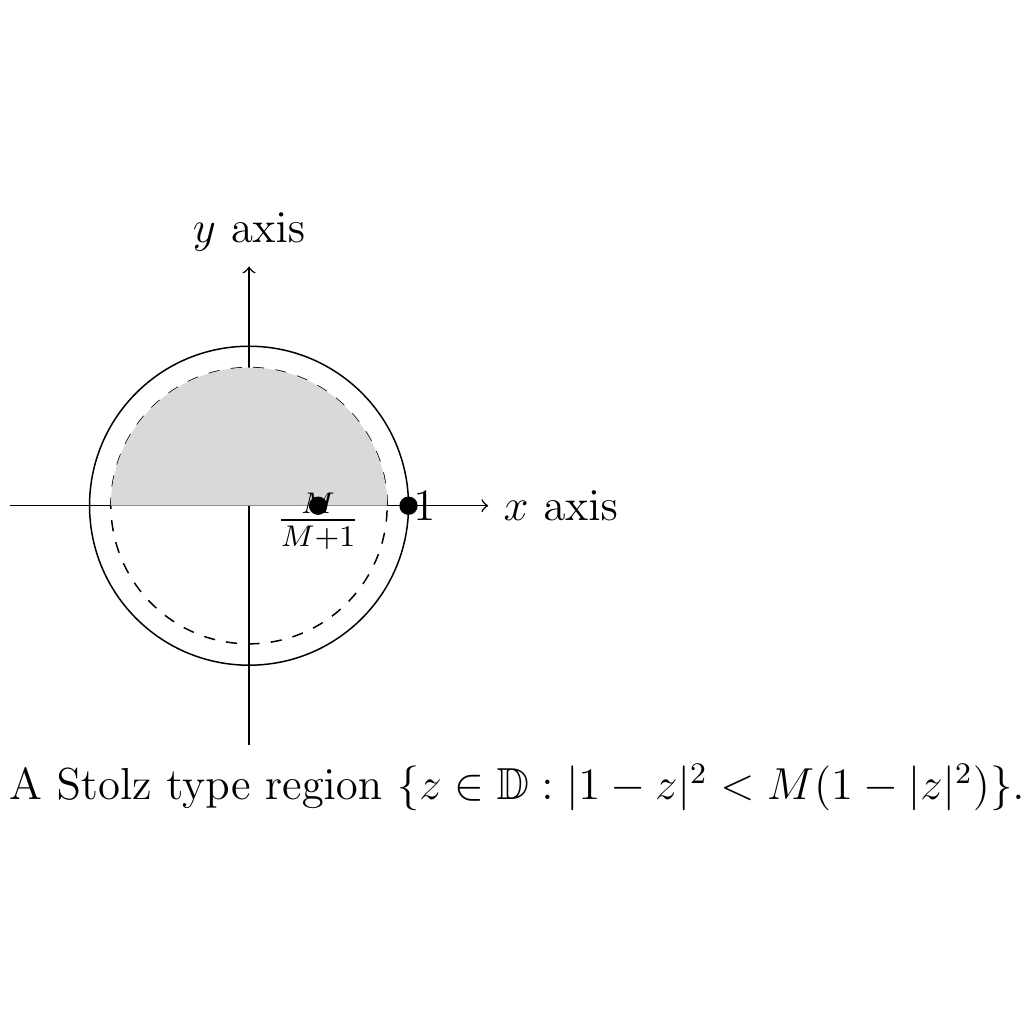 y axis
M/(M+1)
1
x axis
A Stolz type region {z ∈ 𝔻 : |1 − z|² < M(1 − |z|²)}.